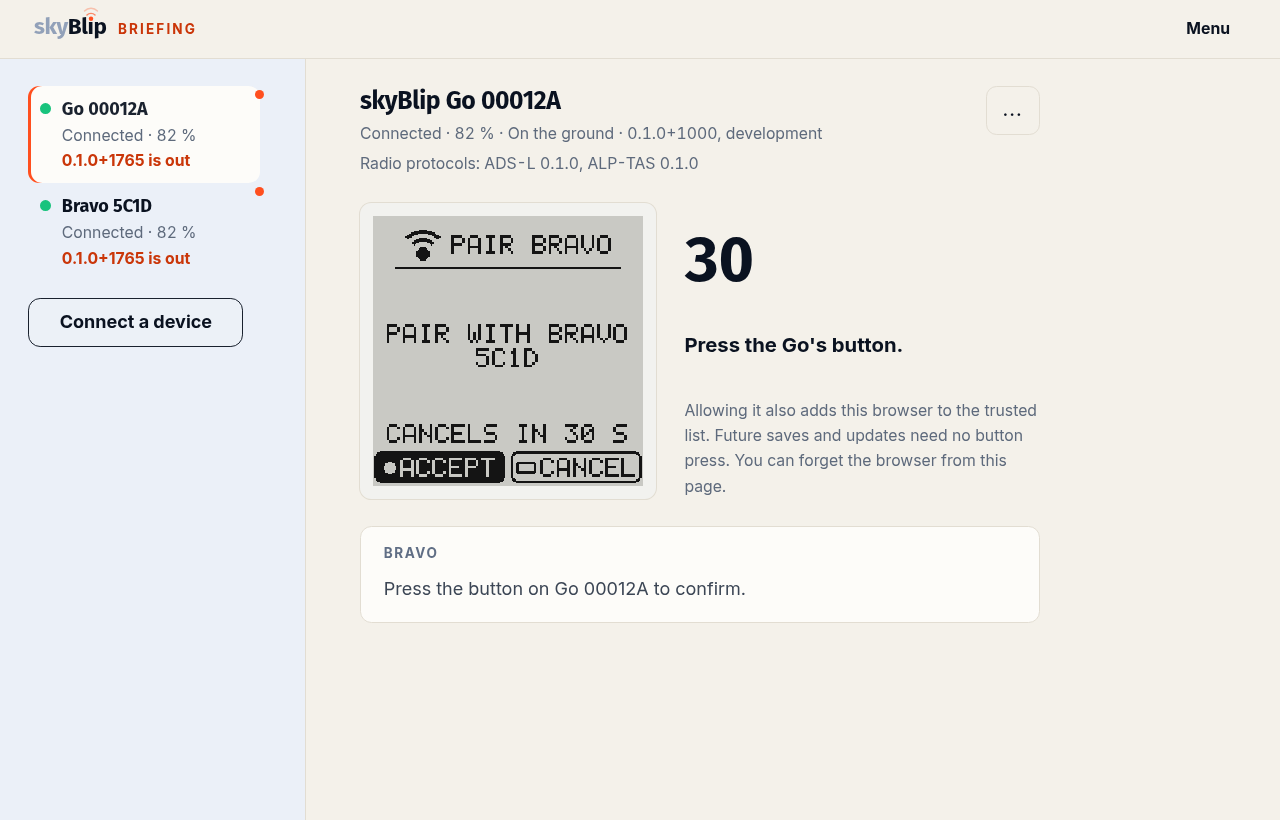 skyBlip BRIEFING
Menu
Go 00012A
Connected · 82 %
0.1.0+1765 is out
Bravo 5C1D
Connected · 82 %
0.1.0+1765 is out
Connect a device
skyBlip Go 00012A
Connected · 82 % · On the ground · 0.1.0+1000, development
Radio protocols: ADS-L 0.1.0, ALP-TAS 0.1.0
...
PAIR BRAVO
PAIR WITH BRAVO
5C1D
CANCELS IN 30 S
ACCEPT
CANCEL
30
Press the Go's button.
Allowing it also adds this browser to the trusted
list. Future saves and updates need no button
press. You can forget the browser from this
page.
BRAVO
Press the button on Go 00012A to confirm.